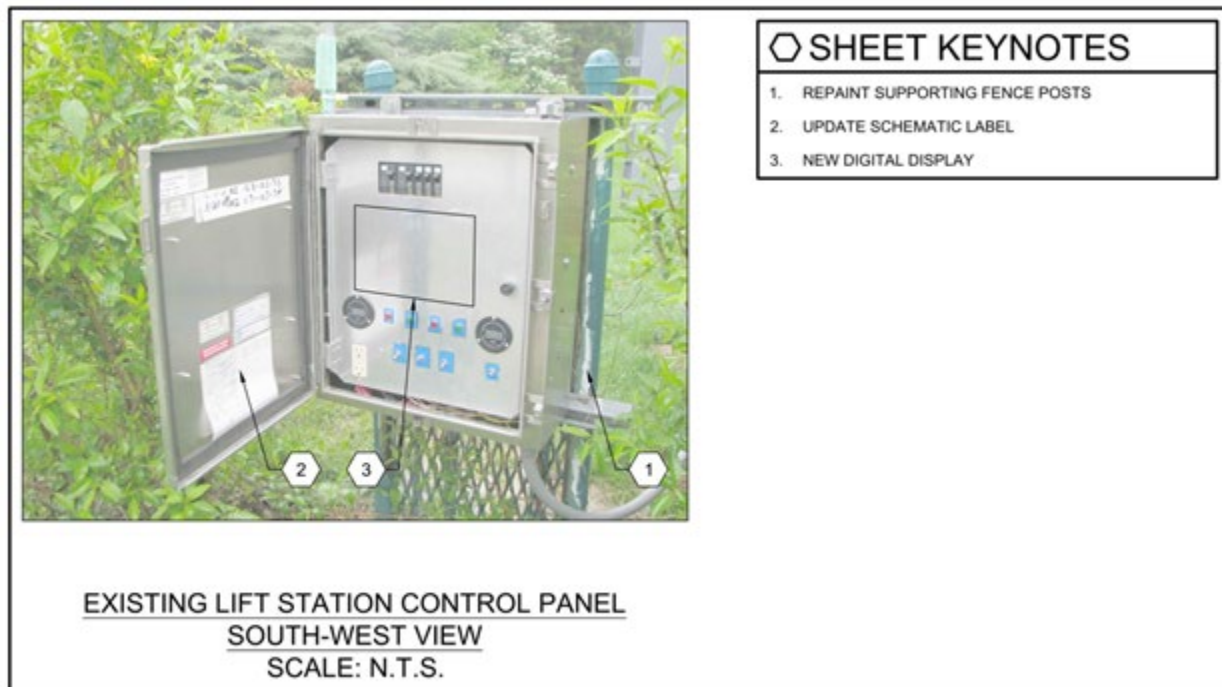 SHEET KEYNOTES
1. REPAINT SUPPORTING FENCE POSTS
2. UPDATE SCHEMATIC LABEL
3. NEW DIGITAL DISPLAY
2
3
1
EXISTING LIFT STATION CONTROL PANEL
SOUTH-WEST VIEW
SCALE: N.T.S.